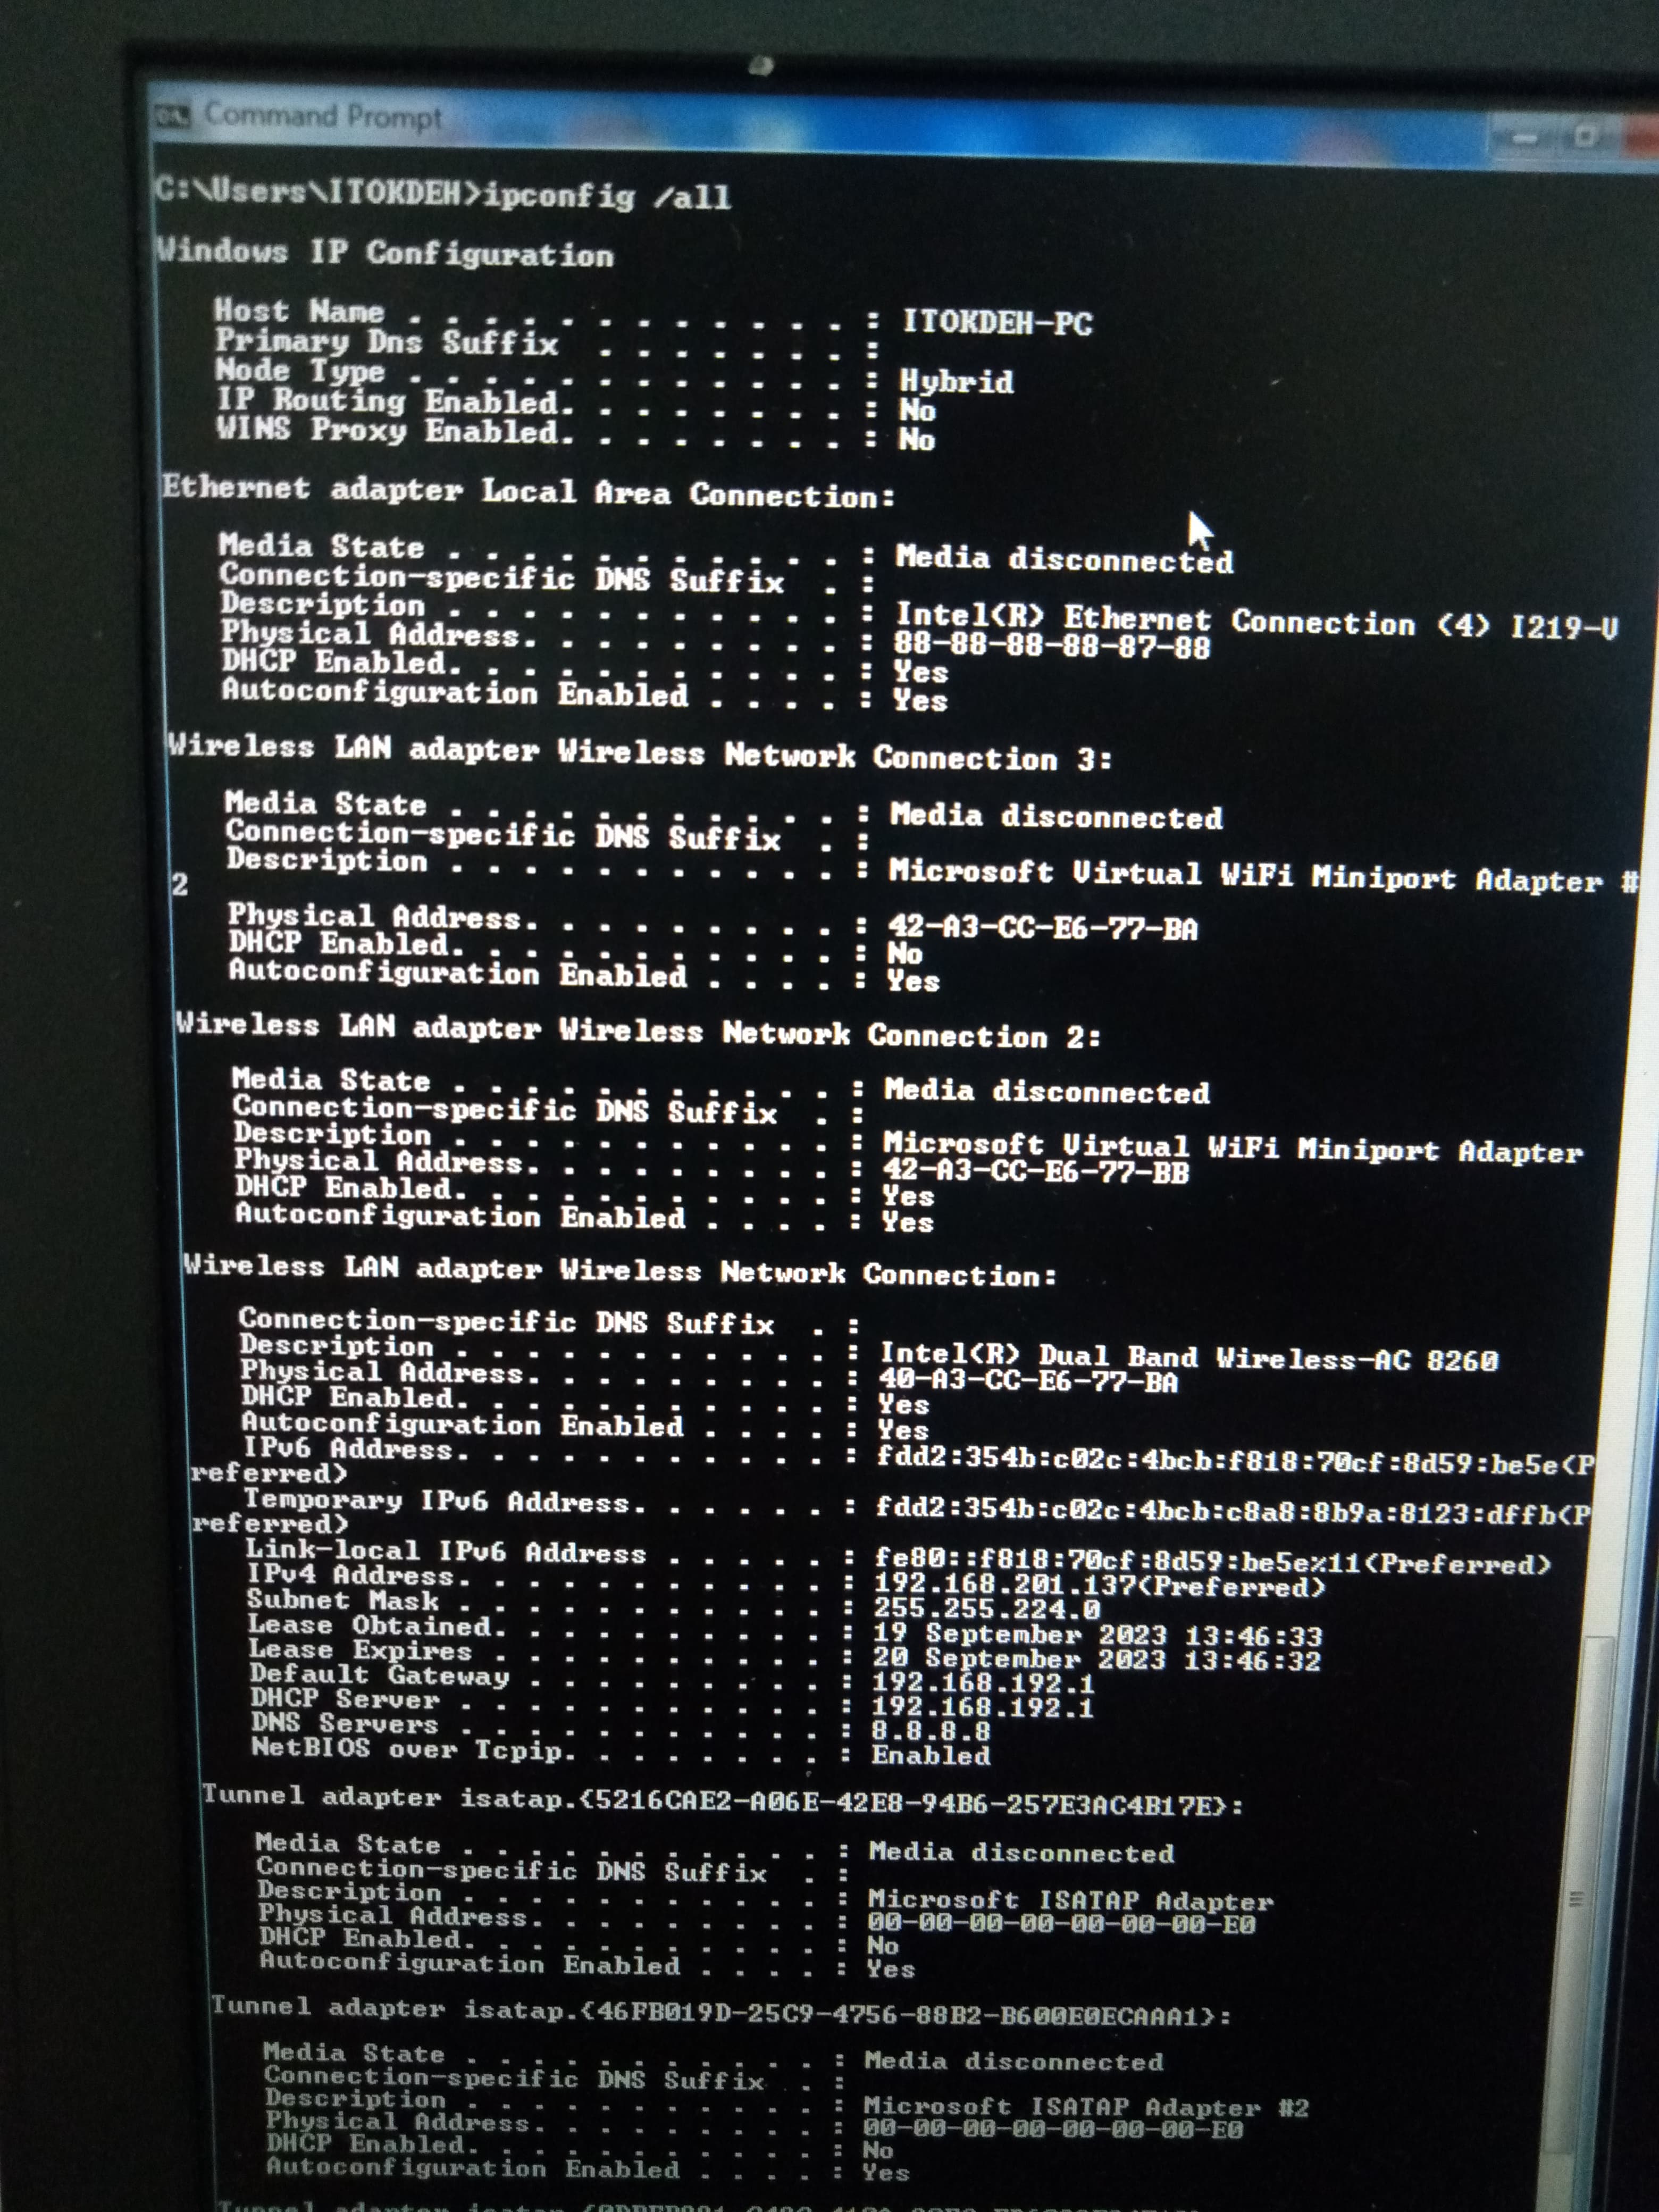 Command Prompt
C:\Users\ITOKDEH>ipconfig /all
Windows IP Configuration
Host Name . . . . . . . . . . . . : ITOKDEH-PC
Primary Dns Suffix . . . . . . . :
Node Type . . . . . . . . . . . . : Hybrid
IP Routing Enabled. . . . . . . . : No
WINS Proxy Enabled. . . . . . . . : No
Ethernet adapter Local Area Connection:
Media State . . . . . . . . . . . : Media disconnected
Connection-specific DNS Suffix . :
Description . . . . . . . . . . . : Intel(R) Ethernet Connection (4) I219-V
Physical Address. . . . . . . . . : 88-88-88-88-87-88
DHCP Enabled. . . . . . . . . . . : Yes
Autoconfiguration Enabled . . . . : Yes
Wireless LAN adapter Wireless Network Connection 3:
Media State . . . . . . . . . . . : Media disconnected
Connection-specific DNS Suffix . :
Description . . . . . . . . . . . : Microsoft Virtual WiFi Miniport Adapter #
2
Physical Address. . . . . . . . . : 42-A3-CC-E6-77-BA
DHCP Enabled. . . . . . . . . . . : No
Autoconfiguration Enabled . . . . : Yes
Wireless LAN adapter Wireless Network Connection 2:
Media State . . . . . . . . . . . : Media disconnected
Connection-specific DNS Suffix . :
Description . . . . . . . . . . . : Microsoft Virtual WiFi Miniport Adapter
Physical Address. . . . . . . . . : 42-A3-CC-E6-77-BB
DHCP Enabled. . . . . . . . . . . : Yes
Autoconfiguration Enabled . . . . : Yes
Wireless LAN adapter Wireless Network Connection:
Connection-specific DNS Suffix . :
Description . . . . . . . . . . . : Intel(R) Dual Band Wireless-AC 8260
Physical Address. . . . . . . . . : 40-A3-CC-E6-77-BA
DHCP Enabled. . . . . . . . . . . : Yes
Autoconfiguration Enabled . . . . : Yes
IPv6 Address. . . . . . . . . . . : fdd2:354b:c02c:4bcb:f818:70cf:8d59:be5e(P
referred)
Temporary IPv6 Address. . . . . . : fdd2:354b:c02c:4bcb:c8a8:8b9a:8123:dffb(P
referred)
Link-local IPv6 Address . . . . . : fe80::f818:70cf:8d59:be5e%11(Preferred)
IPv4 Address. . . . . . . . . . . : 192.168.201.137(Preferred)
Subnet Mask . . . . . . . . . . . : 255.255.224.0
Lease Obtained. . . . . . . . . . : 19 September 2023 13:46:33
Lease Expires . . . . . . . . . . : 20 September 2023 13:46:32
Default Gateway . . . . . . . . . : 192.168.192.1
DHCP Server . . . . . . . . . . . : 192.168.192.1
DNS Servers . . . . . . . . . . . : 8.8.8.8
NetBIOS over Tcpip. . . . . . . . : Enabled
Tunnel adapter isatap.{5216CAE2-A06E-42E8-94B6-257E3AC4B17E}:
Media State . . . . . . . . . . . : Media disconnected
Connection-specific DNS Suffix . :
Description . . . . . . . . . . . : Microsoft ISATAP Adapter
Physical Address. . . . . . . . . : 00-00-00-00-00-00-00-E0
DHCP Enabled. . . . . . . . . . . : No
Autoconfiguration Enabled . . . . : Yes
Tunnel adapter isatap.{46FB019D-25C9-4756-88B2-B600E0ECAAA1}:
Media State . . . . . . . . . . . : Media disconnected
Connection-specific DNS Suffix . :
Description . . . . . . . . . . . : Microsoft ISATAP Adapter #2
Physical Address. . . . . . . . . : 00-00-00-00-00-00-00-E0
DHCP Enabled. . . . . . . . . . . : No
Autoconfiguration Enabled . . . . : Yes
Tunnel adapter